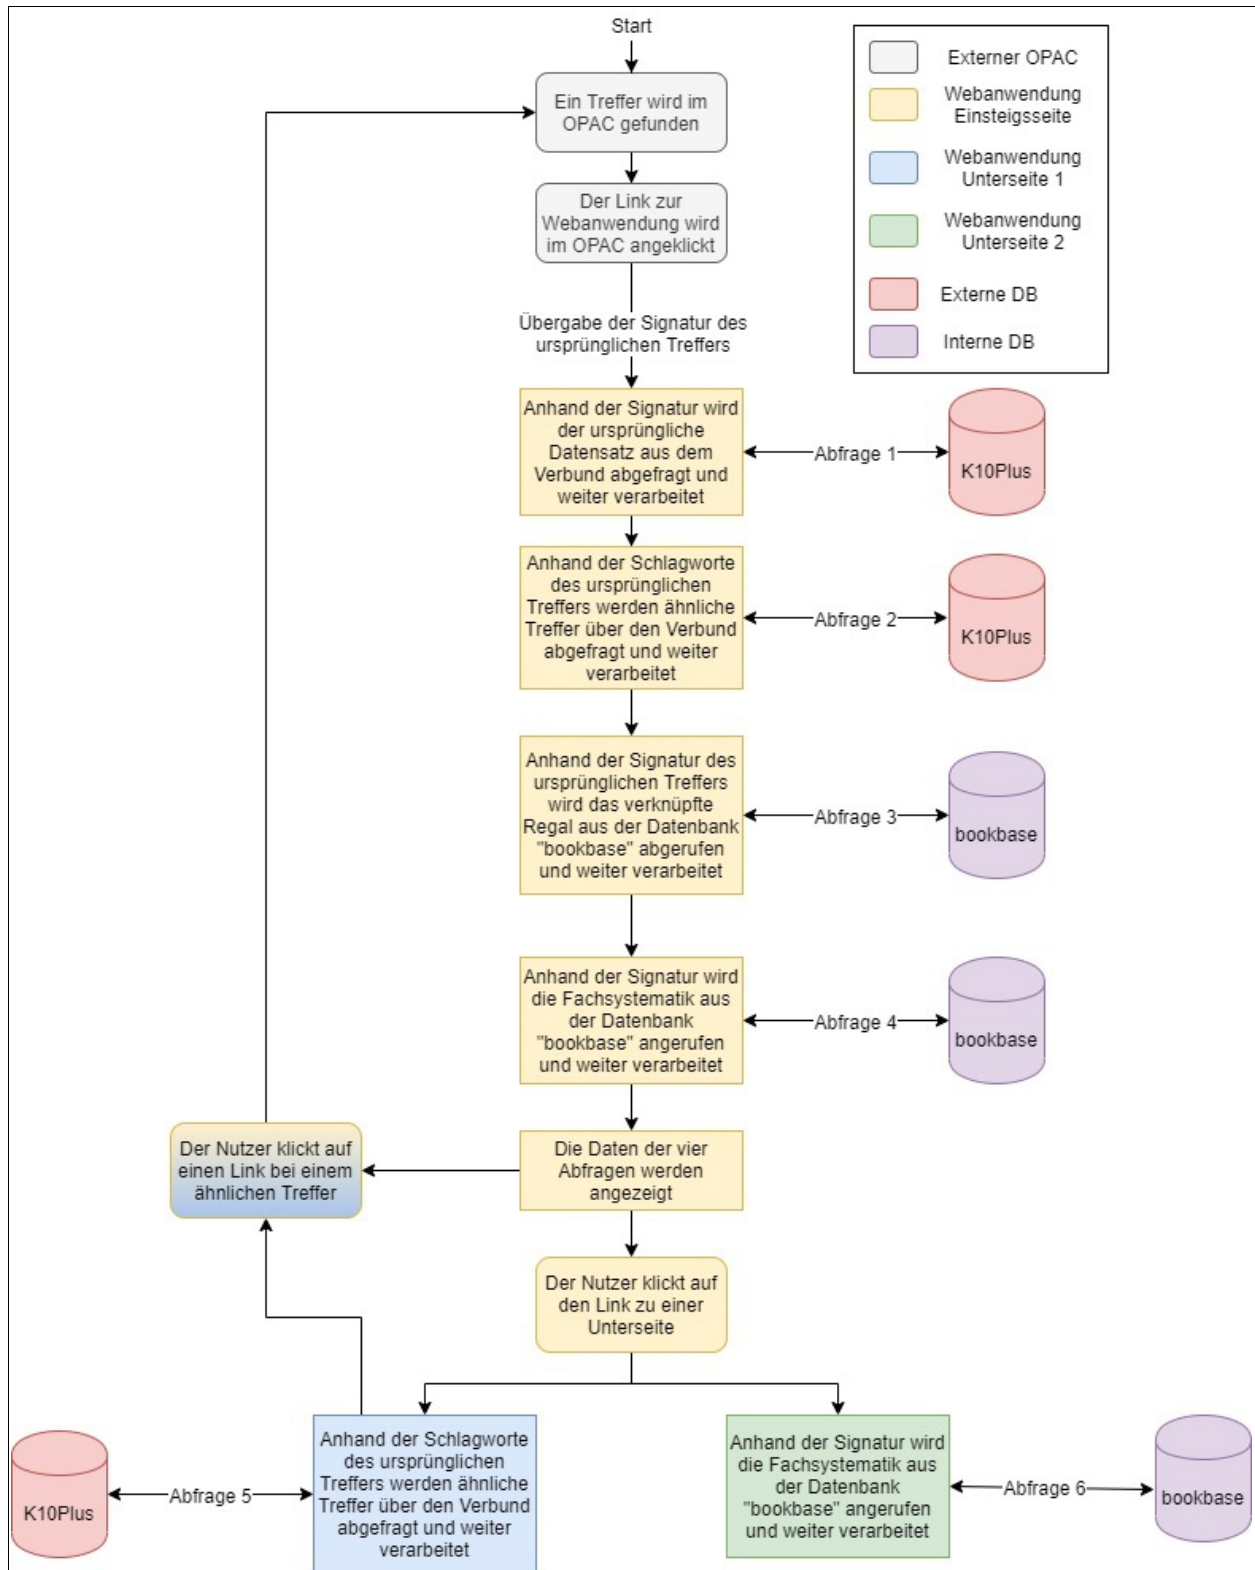 Start
Ein Treffer wird im
OPAC gefunden
Der Link zur
Webanwendung wird
im OPAC angeklickt
Externer OPAC
Webanwendung
Einsteigsseite
Webanwendung
Unterseite 1
Webanwendung
Unterseite 2
Externe DB
Interne DB
Übergabe der Signatur des
ursprünglichen Treffers
Anhand der Signatur wird
der ursprüngliche
Datensatz aus dem
Verbund abgefragt und
weiter verarbeitet
Abfrage 1
K10Plus
Anhand der Schlagworte
des ursprünglichen
Treffers werden ähnliche
Treffer über den Verbund
abgefragt und weiter
verarbeitet
Abfrage 2
K10Plus
Anhand der Signatur des
ursprünglichen Treffers
wird das verknüpfte
Regal aus der Datenbank
"bookbase" abgerufen
und weiter verarbeitet
Abfrage 3
bookbase
Anhand der Signatur wird
die Fachsystematik aus
der Datenbank
"bookbase" angerufen
und weiter verarbeitet
Abfrage 4
bookbase
Der Nutzer klickt auf
einen Link bei einem
ähnlichen Treffer
Die Daten der vier
Abfragen werden
angezeigt
Der Nutzer klickt auf
den Link zu einer
Unterseite
K10Plus
Abfrage 5
Anhand der Schlagworte
des ursprünglichen
Treffers werden ähnliche
Treffer über den Verbund
abgefragt und weiter
verarbeitet
Anhand der Signatur wird
die Fachsystematik aus
der Datenbank
"bookbase" angerufen
und weiter verarbeitet
Abfrage 6
bookbase